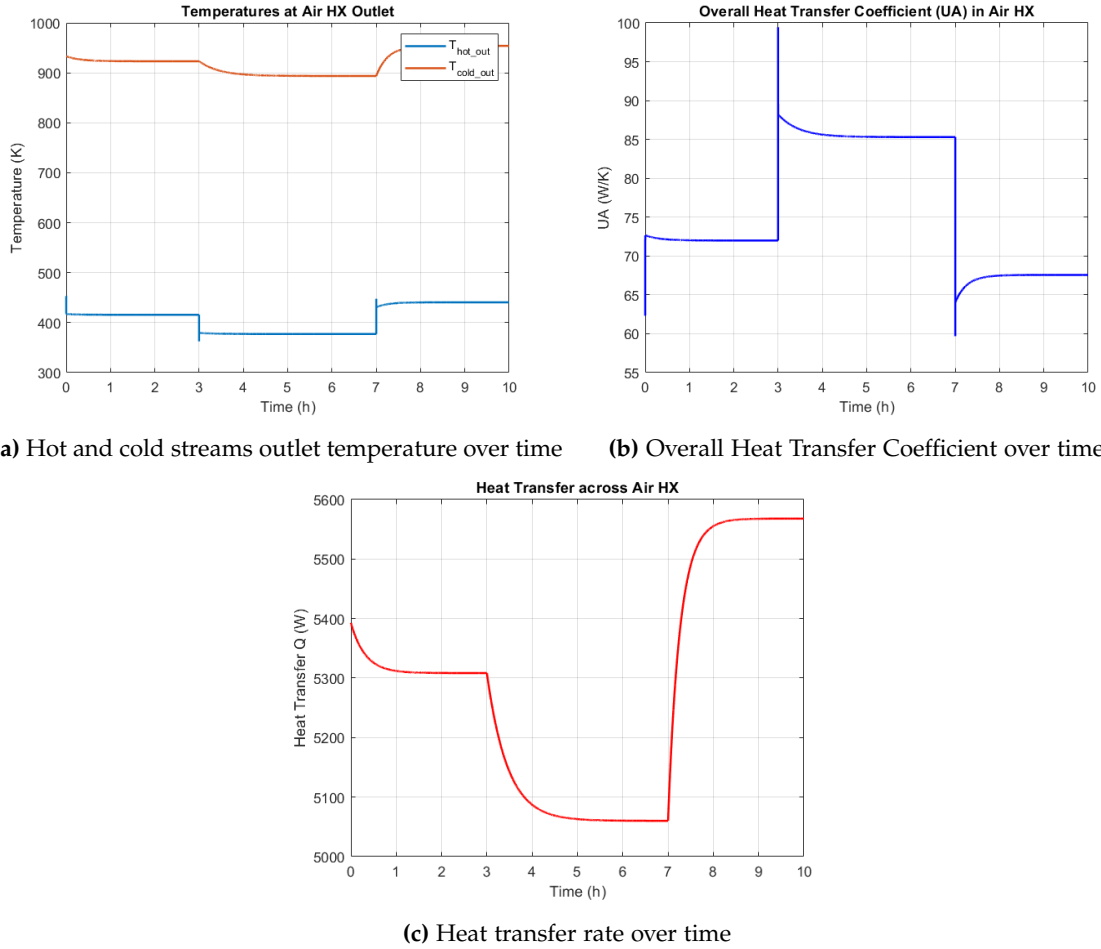 Temperatures at Air HX Outlet
1000
900
800
700
600
500
400
300
Temperature (K)
T_hot_out
T_cold_out
0 1 2 3 4 5 6 7 8 9 10
Time (h)
Overall Heat Transfer Coefficient (UA) in Air HX
100
95
90
85
80
75
70
65
60
55
UA (W/K)
0 1 2 3 4 5 6 7 8 9 10
Time (h)
a) Hot and cold streams outlet temperature over time
(b) Overall Heat Transfer Coefficient over time
Heat Transfer across Air HX
5600
5500
5400
5300
5200
5100
5000
Heat Transfer Q (W)
0 1 2 3 4 5 6 7 8 9 10
Time (h)
(c) Heat transfer rate over time